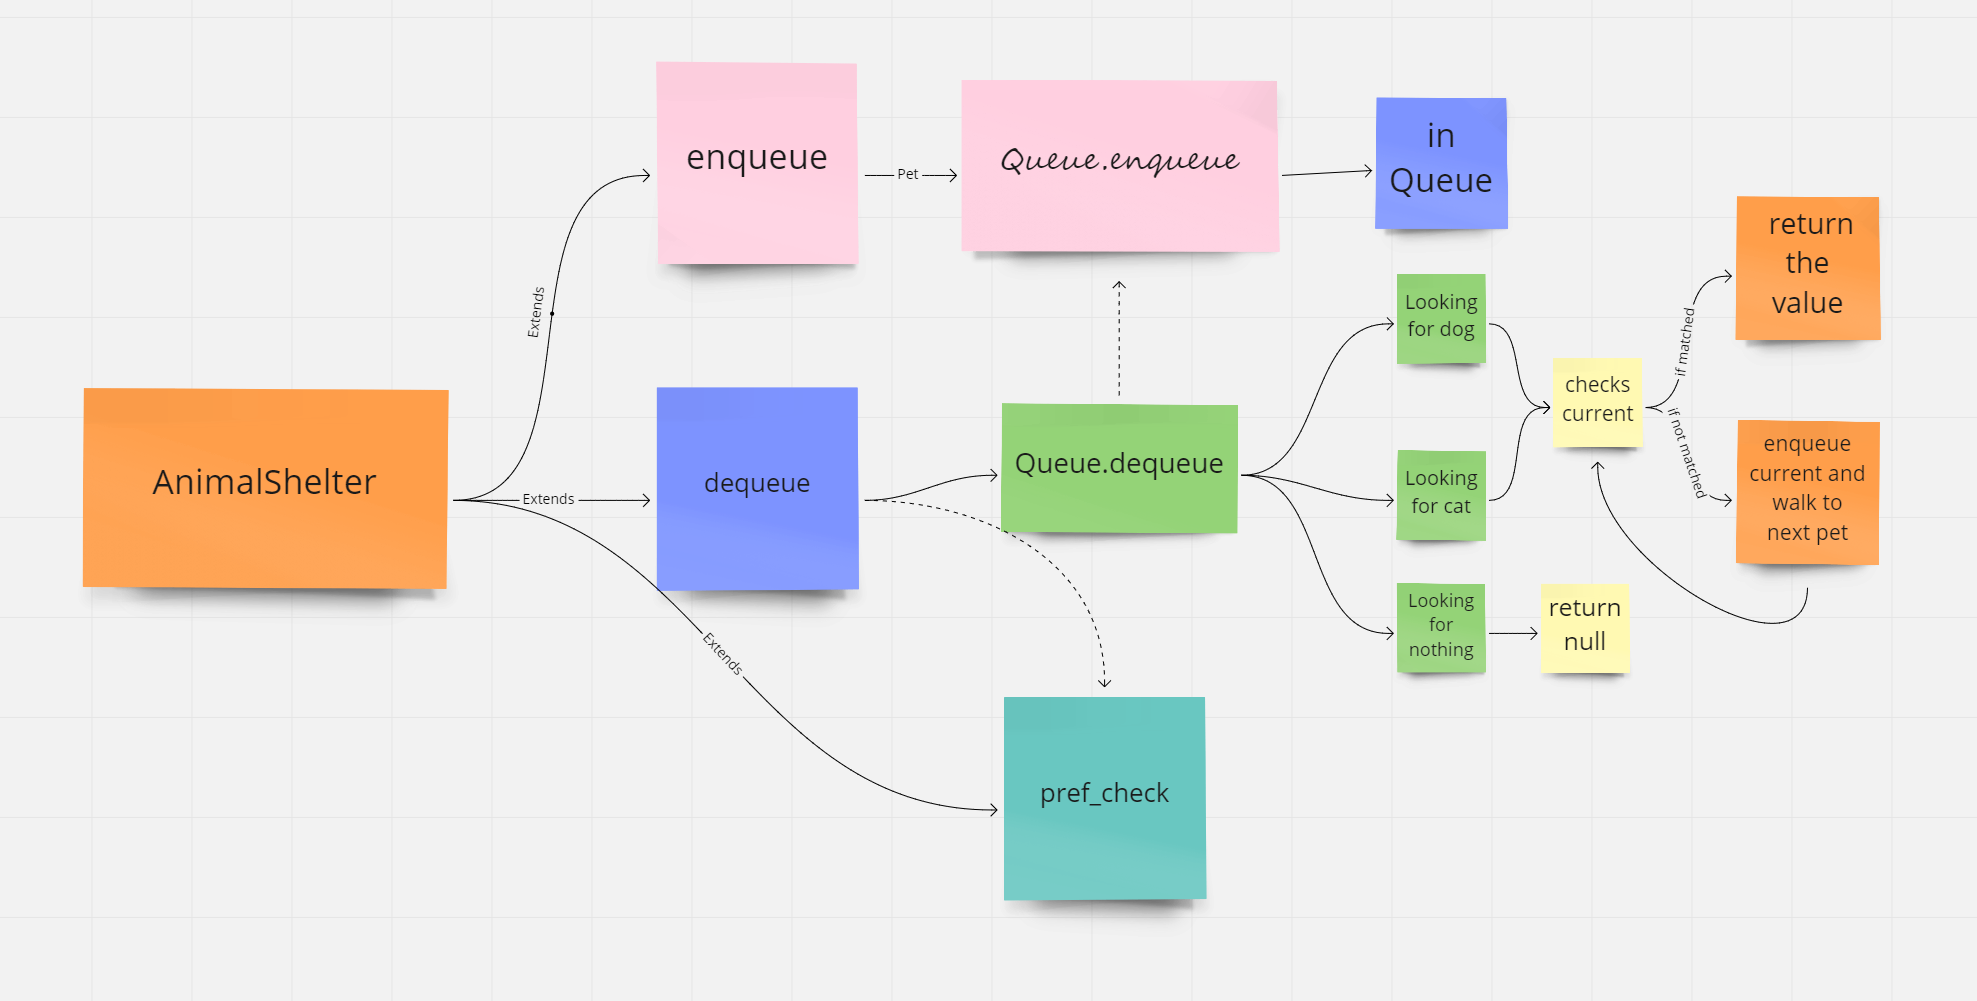 enqueue
Pet
Queue.enqueue
in
Queue
return
the
value
Extends
Looking
for dog
if matched
checks
current
AnimalShelter
Extends
dequeue
Queue.dequeue
Looking
for cat
if not matched
enqueue
current and
walk to
next pet
Looking
for
nothing
return
null
Extends
pref_check